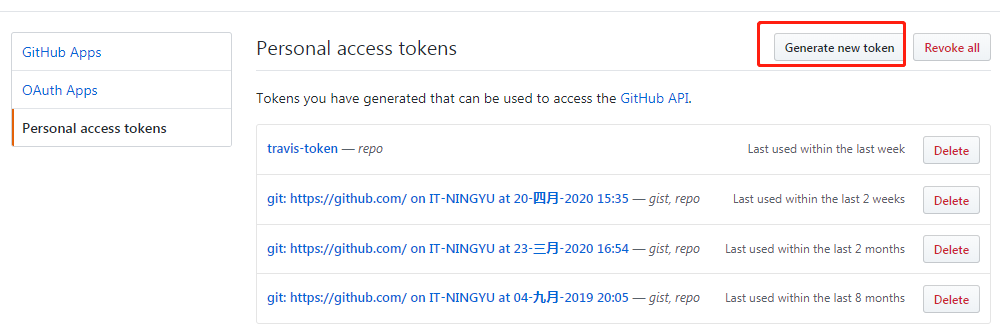 GitHub Apps
OAuth Apps
Personal access tokens
Personal access tokens
Generate new token
Revoke all
Tokens you have generated that can be used to access the GitHub API.
travis-token — repo Last used within the last week Delete
git: https://github.com/ on IT-NINGYU at 20-四月-2020 15:35 — gist, repo Last used within the last 2 weeks Delete
git: https://github.com/ on IT-NINGYU at 23-三月-2020 16:54 — gist, repo Last used within the last 2 months Delete
git: https://github.com/ on IT-NINGYU at 04-九月-2019 20:05 — gist, repo Last used within the last 8 months Delete